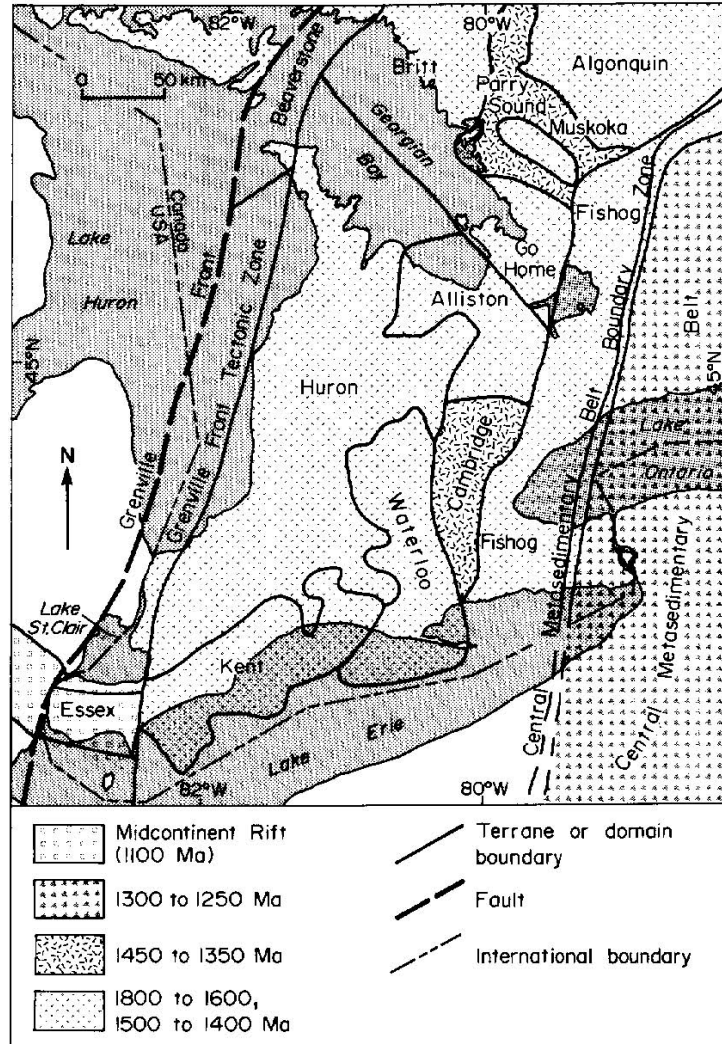 82°W
80°W
Algonquin
0 50 km
Beaverstone
Britt
Parry
Sound-
Muskoka
Georgian
Bay
Canada
USA
Lake
Huron
Front
Fishog
Go
Home
Zone
Alliston
Boundary
Belt,
45°N
45°N
Tectonic Zone
Huron
Front
Belt
Lake
Ontario
Cambridge
N
Grenville
Grenville
Waterloo
Fishog
Metasedimentary
Metasedimentary
Lake
St. Clair
Kent
Essex
Lake Erie
Central
Central
82°W
80°W
Midcontinent Rift
(1100 Ma)
1300 to 1250 Ma
1450 to 1350 Ma
1800 to 1600,
1500 to 1400 Ma
Terrane or domain
boundary
Fault
International boundary